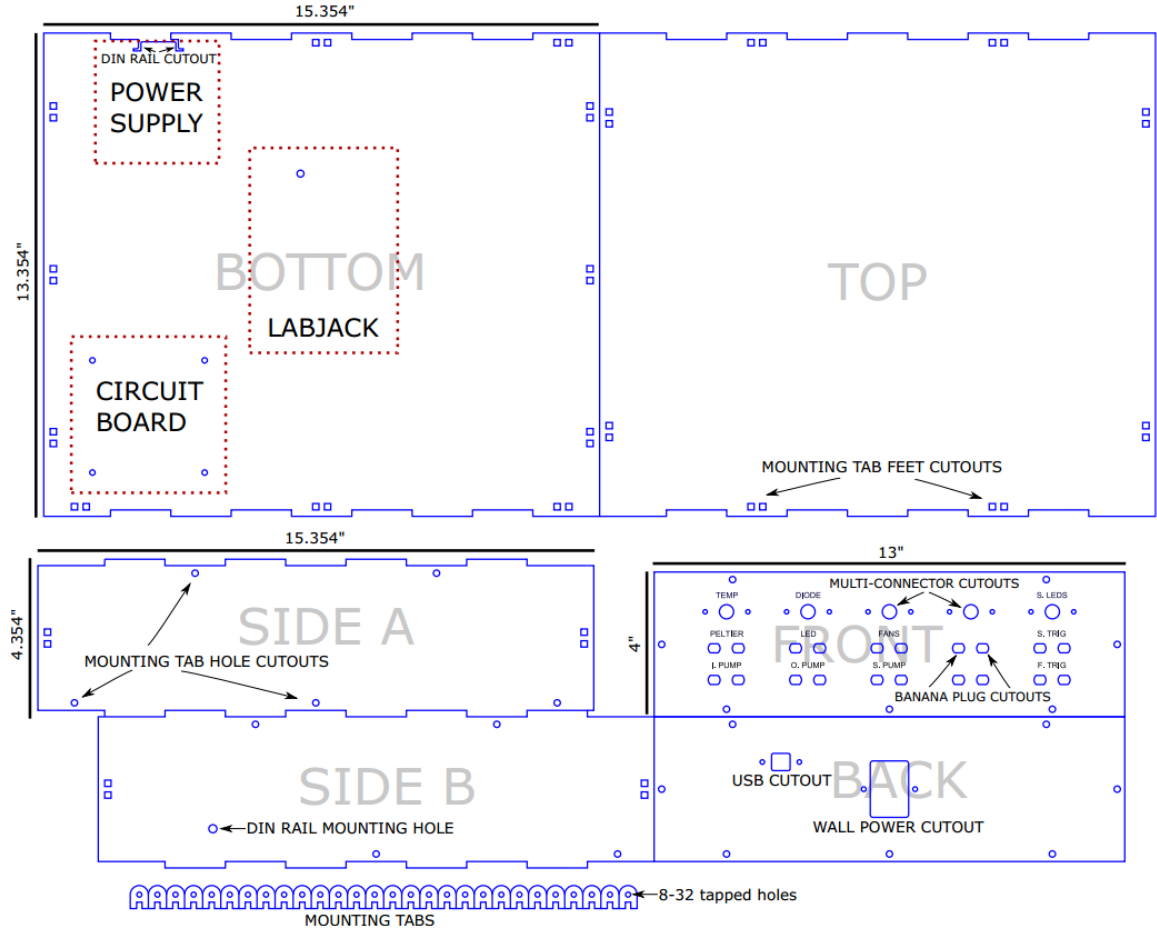 15.354"
DIN RAIL CUTOUT
POWER
SUPPLY
13.354"
BOTTOM
TOP
LABJACK
CIRCUIT
BOARD
MOUNTING TAB FEET CUTOUTS
15.354"
13"
4.354"
SIDE A
MOUNTING TAB HOLE CUTOUTS
4"
MULTI-CONNECTOR CUTOUTS
TEMP
DIODE
S. LEDS
FRONT
PELTIER
LED
FANS
S. TRIG
I. PUMP
O. PUMP
S. PUMP
F. TRIG
BANANA PLUG CUTOUTS
SIDE B
DIN RAIL MOUNTING HOLE
BACK
USB CUTOUT
WALL POWER CUTOUT
8-32 tapped holes
MOUNTING TABS